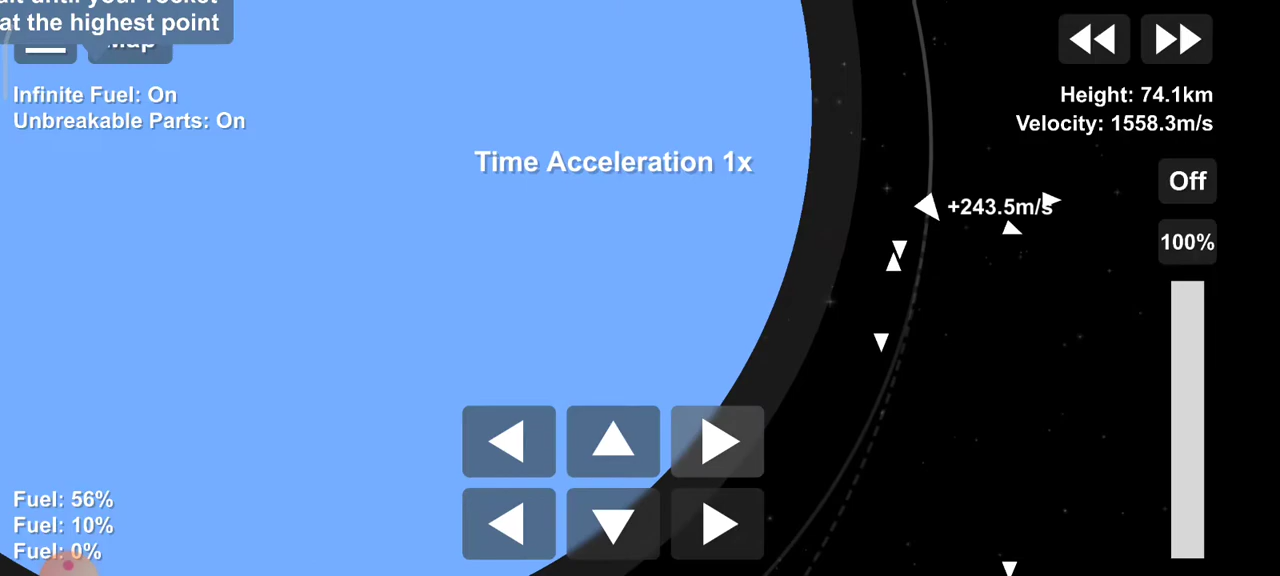 at the highest point
Map
Infinite Fuel: On
Unbreakable Parts: On
Height: 74.1km
Velocity: 1558.3m/s
Time Acceleration 1x
Off
+243.5m/s
100%
Fuel: 56%
Fuel: 10%
Fuel: 0%